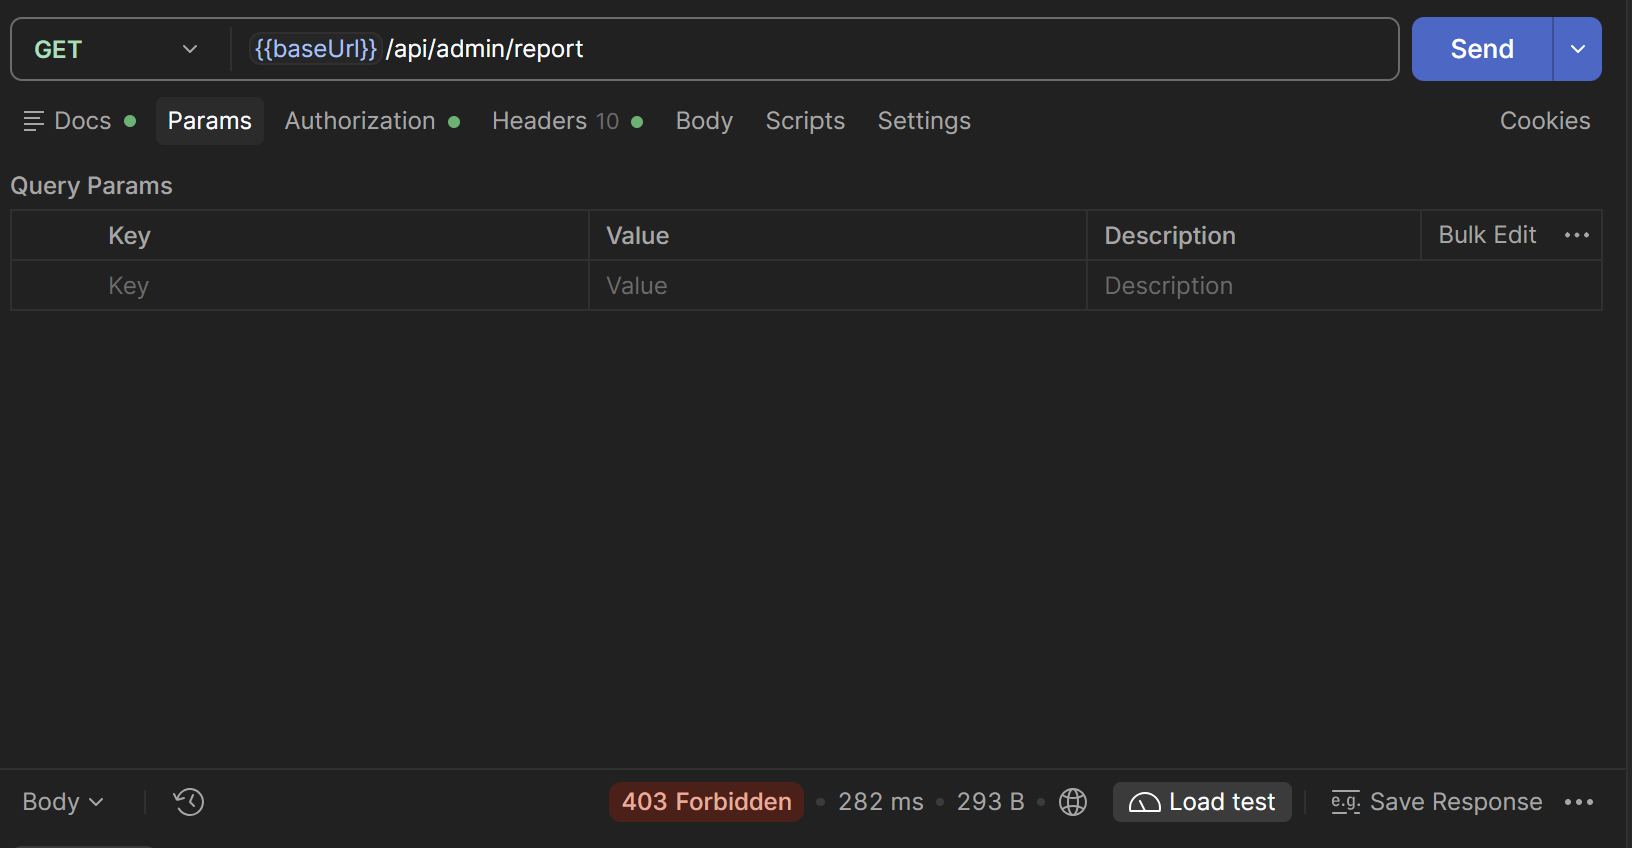 GET {{baseUrl}}/api/admin/report Send
Docs Params Authorization Headers 10 Body Scripts Settings Cookies
Query Params
Key Value Description Bulk Edit
Key Value Description
Body 403 Forbidden 282 ms 293 B Load test e.g. Save Response